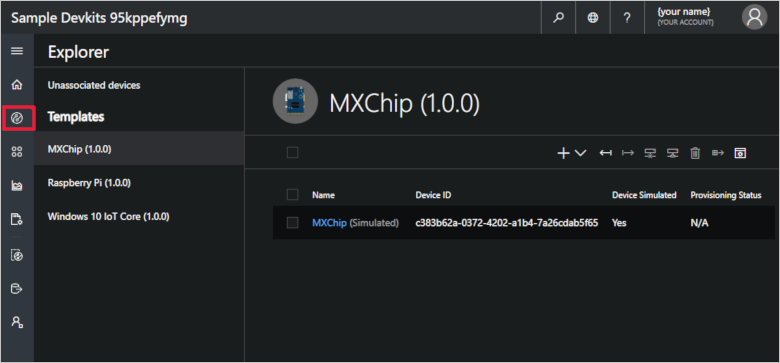 Sample Devkits 95kppefymg
?
{your name}
{YOUR ACCOUNT}
Explorer
Unassociated devices
Templates
MXChip (1.0.0)
Raspberry Pi (1.0.0)
Windows 10 IoT Core (1.0.0)
MXChip (1.0.0)
Name Device ID Device Simulated Provisioning Status
MXChip (Simulated) c383b62a-0372-4202-a1b4-7a26cdab5f65 Yes N/A